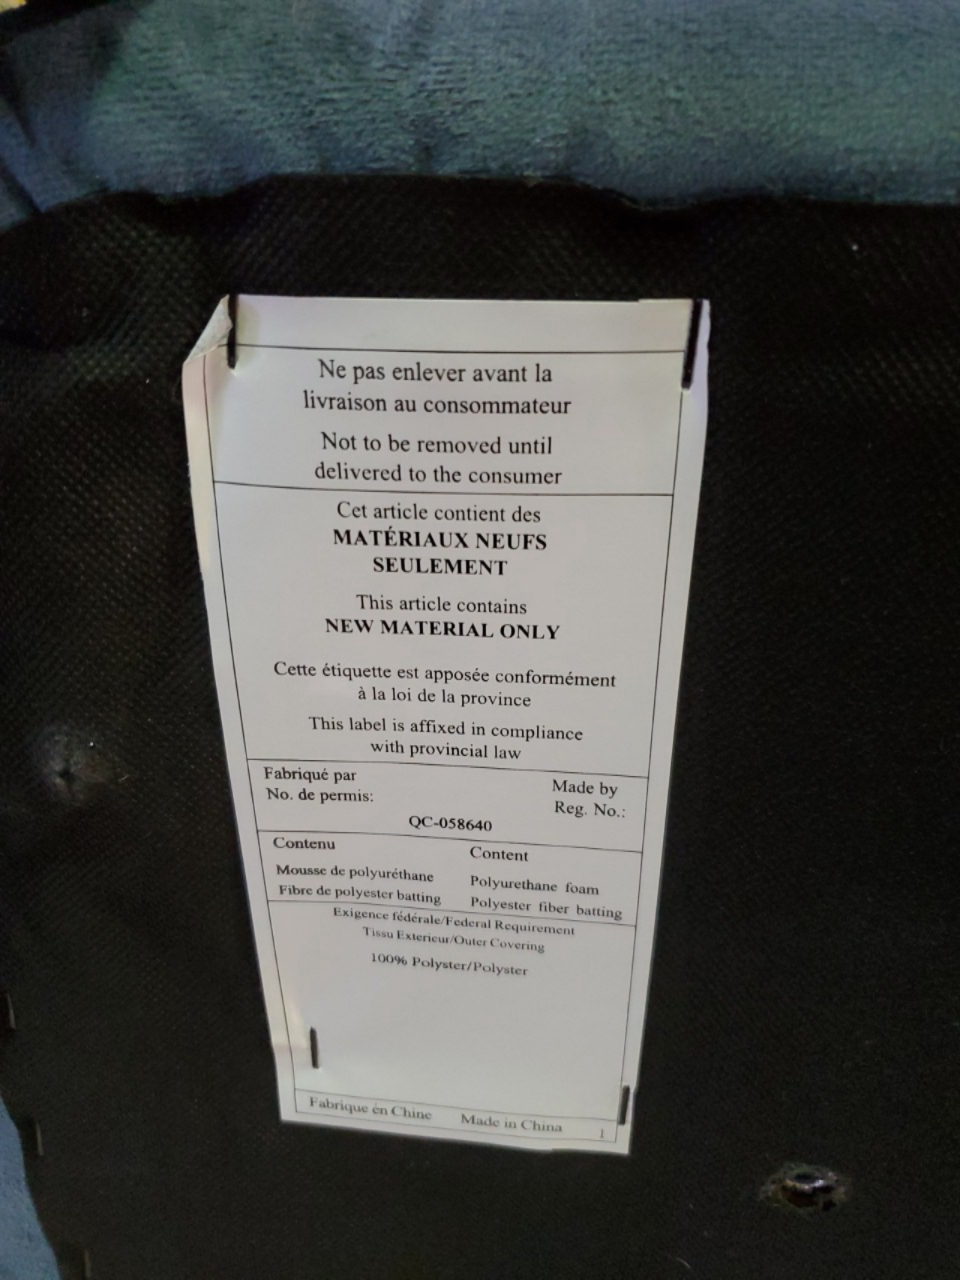 Ne pas enlever avant la
livraison au consommateur
Not to be removed until
delivered to the consumer
Cet article contient des
MATÉRIAUX NEUFS
SEULEMENT
This article contains
NEW MATERIAL ONLY
Cette étiquette est apposée conformément
à la loi de la province
This label is affixed in compliance
with provincial law
Fabriqué par Made by
No. de permis: Reg. No.:
QC-058640
Contenu Content
Mousse de polyuréthane Polyurethane foam
Fibre de polyester batting Polyester fiber batting
Exigence fédérale/Federal Requirement
Tissu Exterieur/Outer Covering
100% Polyster/Polyster
Fabrique en Chine Made in China 1